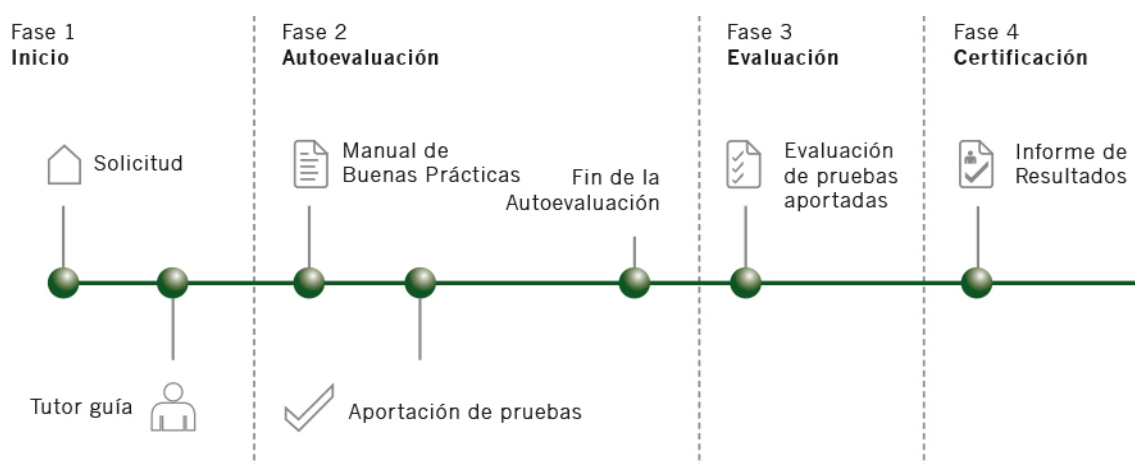 Fase 1
Inicio
Solicitud
Tutor guía
Fase 2
Autoevaluación
Manual de
Buenas Prácticas
Aportación de pruebas
Fin de la
Autoevaluación
Fase 3
Evaluación
Evaluación
de pruebas
aportadas
Fase 4
Certificación
Informe de
Resultados